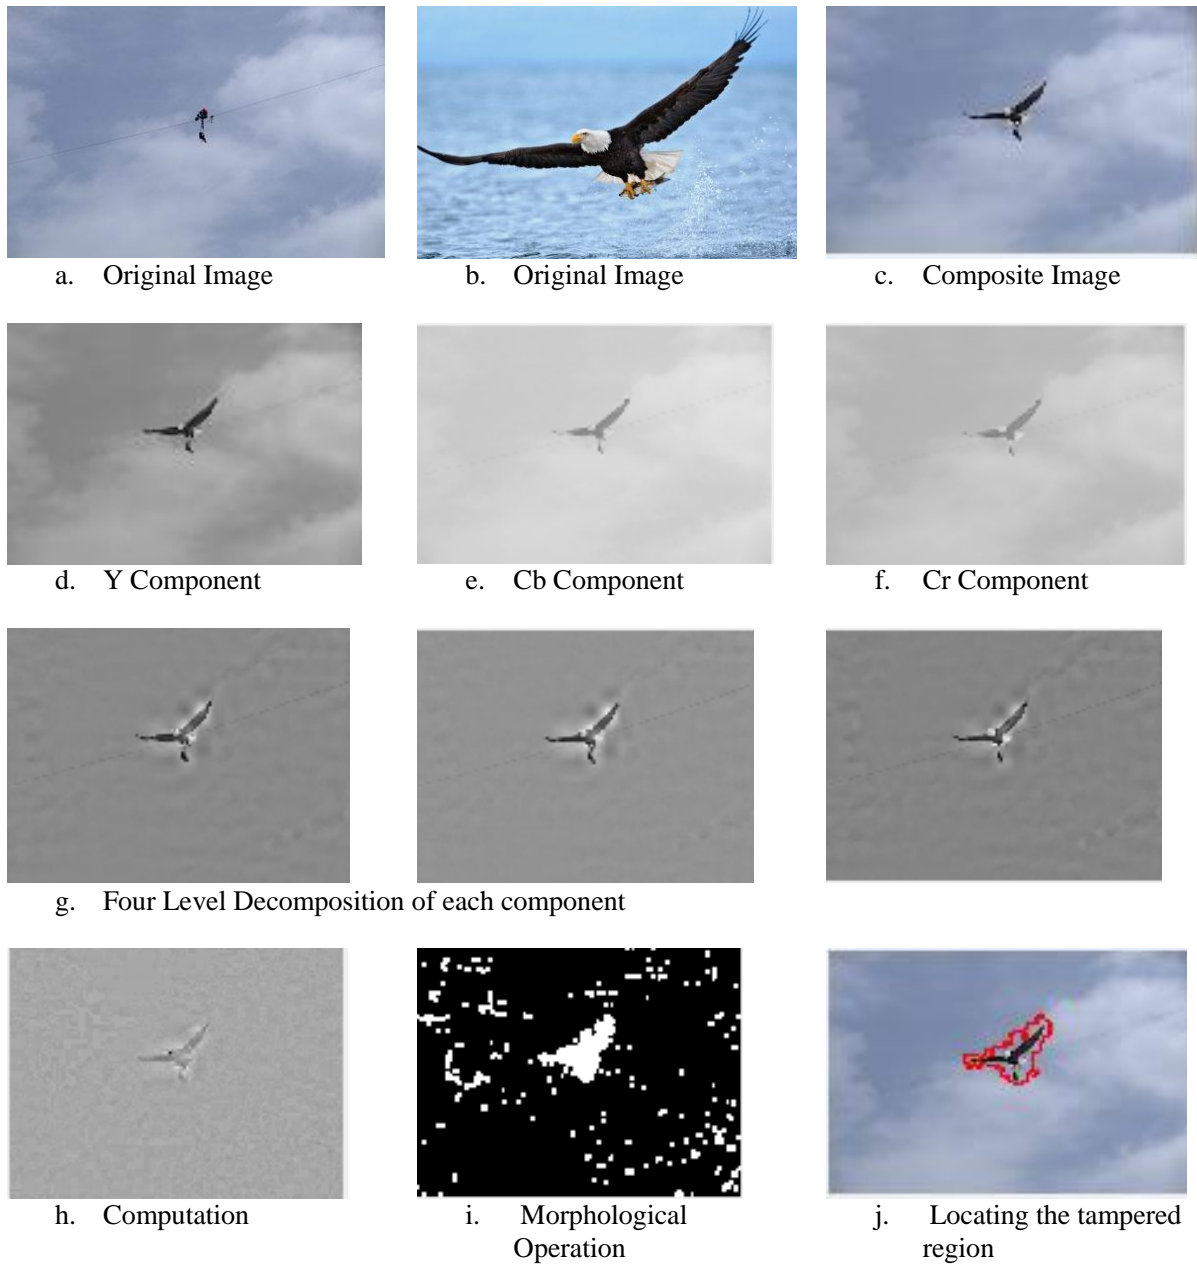 a. Original Image
b. Original Image
c. Composite Image
d. Y Component
e. Cb Component
f. Cr Component
g. Four Level Decomposition of each component
h. Computation
i. Morphological
Operation
j. Locating the tampered
region